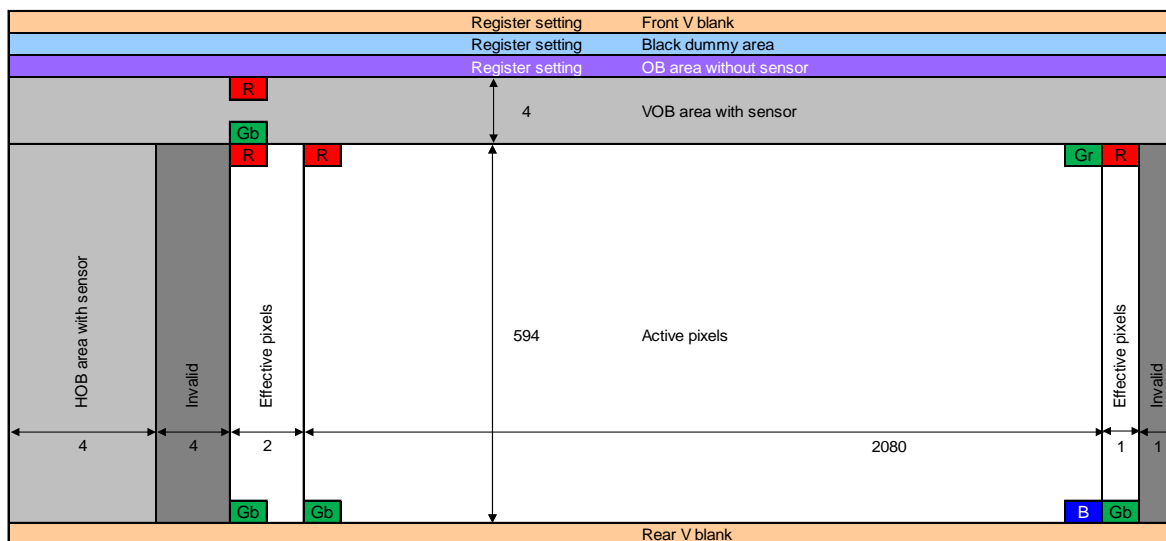 Register setting Front V blank
Register setting Black dummy area
Register setting OB area without sensor
R
4 VOB area with sensor
Gb
R R Gr R
HOB area with sensor
Invalid
Effective pixels
594 Active pixels
Effective pixels
Invalid
4 4 2 2080 1 1
Gb Gb B Gb
Rear V blank